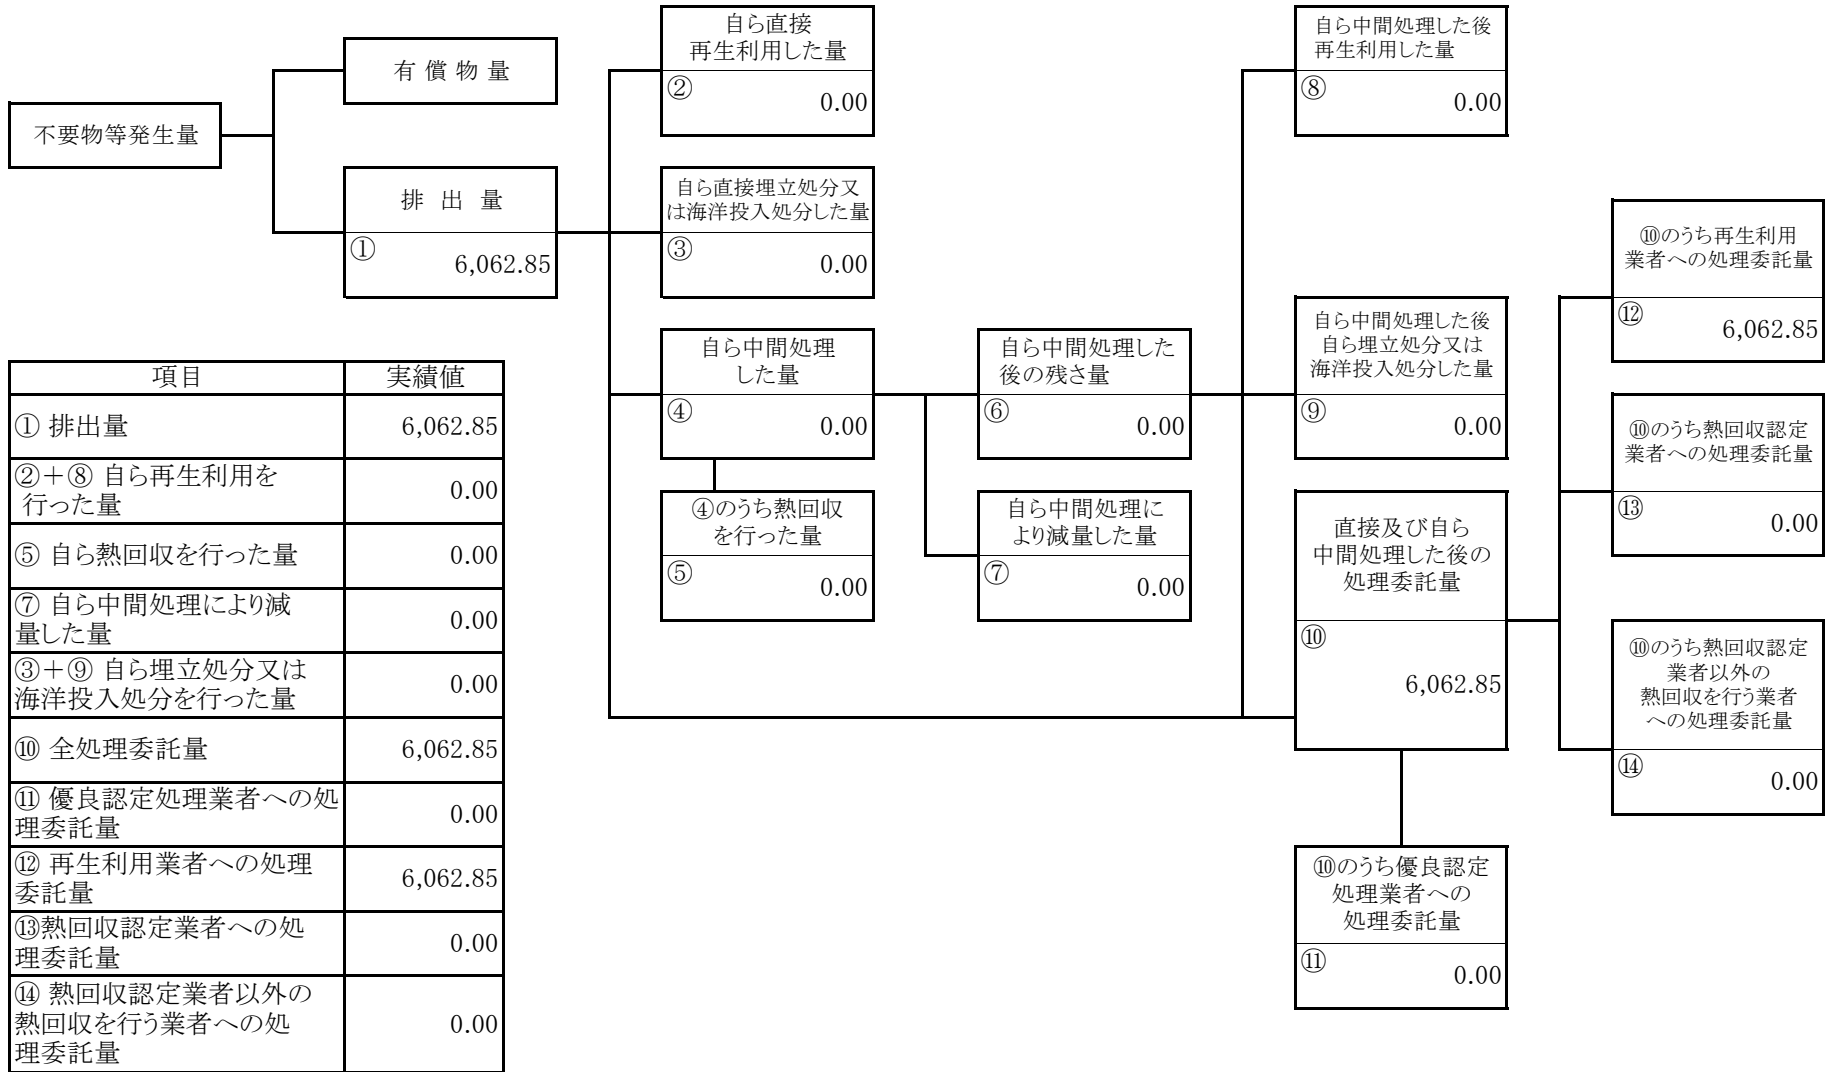 不要物等発生量
有 償 物 量
排 出 量
①
6,062.85
自ら直接
再生利用した量
②
0.00
自ら直接埋立処分又
は海洋投入処分した量
③
0.00
自ら中間処理
した量
④
0.00
④のうち熱回収
を行った量
⑤
0.00
自ら中間処理した
後の残さ量
⑥
0.00
自ら中間処理に
より減量した量
⑦
0.00
自ら中間処理した後
再生利用した量
⑧
0.00
自ら中間処理した後
自ら埋立処分又は
海洋投入処分した量
⑨
0.00
直接及び自ら
中間処理した後の
処理委託量
⑩
6,062.85
⑩のうち優良認定
処理業者への
処理委託量
⑪
0.00
⑩のうち再生利用
業者への処理委託量
⑫
6,062.85
⑩のうち熱回収認定
業者への処理委託量
⑬
0.00
⑩のうち熱回収認定
業者以外の
熱回収を行う業者
への処理委託量
⑭
0.00
項目 実績値
① 排出量 6,062.85
②+⑧ 自ら再生利用を
行った量 0.00
⑤ 自ら熱回収を行った量 0.00
⑦ 自ら中間処理により減
量した量 0.00
③+⑨ 自ら埋立処分又は
海洋投入処分を行った量 0.00
⑩ 全処理委託量 6,062.85
⑪ 優良認定処理業者への処
理委託量 0.00
⑫ 再生利用業者への処理
委託量 6,062.85
⑬熱回収認定業者への処
理委託量 0.00
⑭ 熱回収認定業者以外の
熱回収を行う業者への処
理委託量 0.00